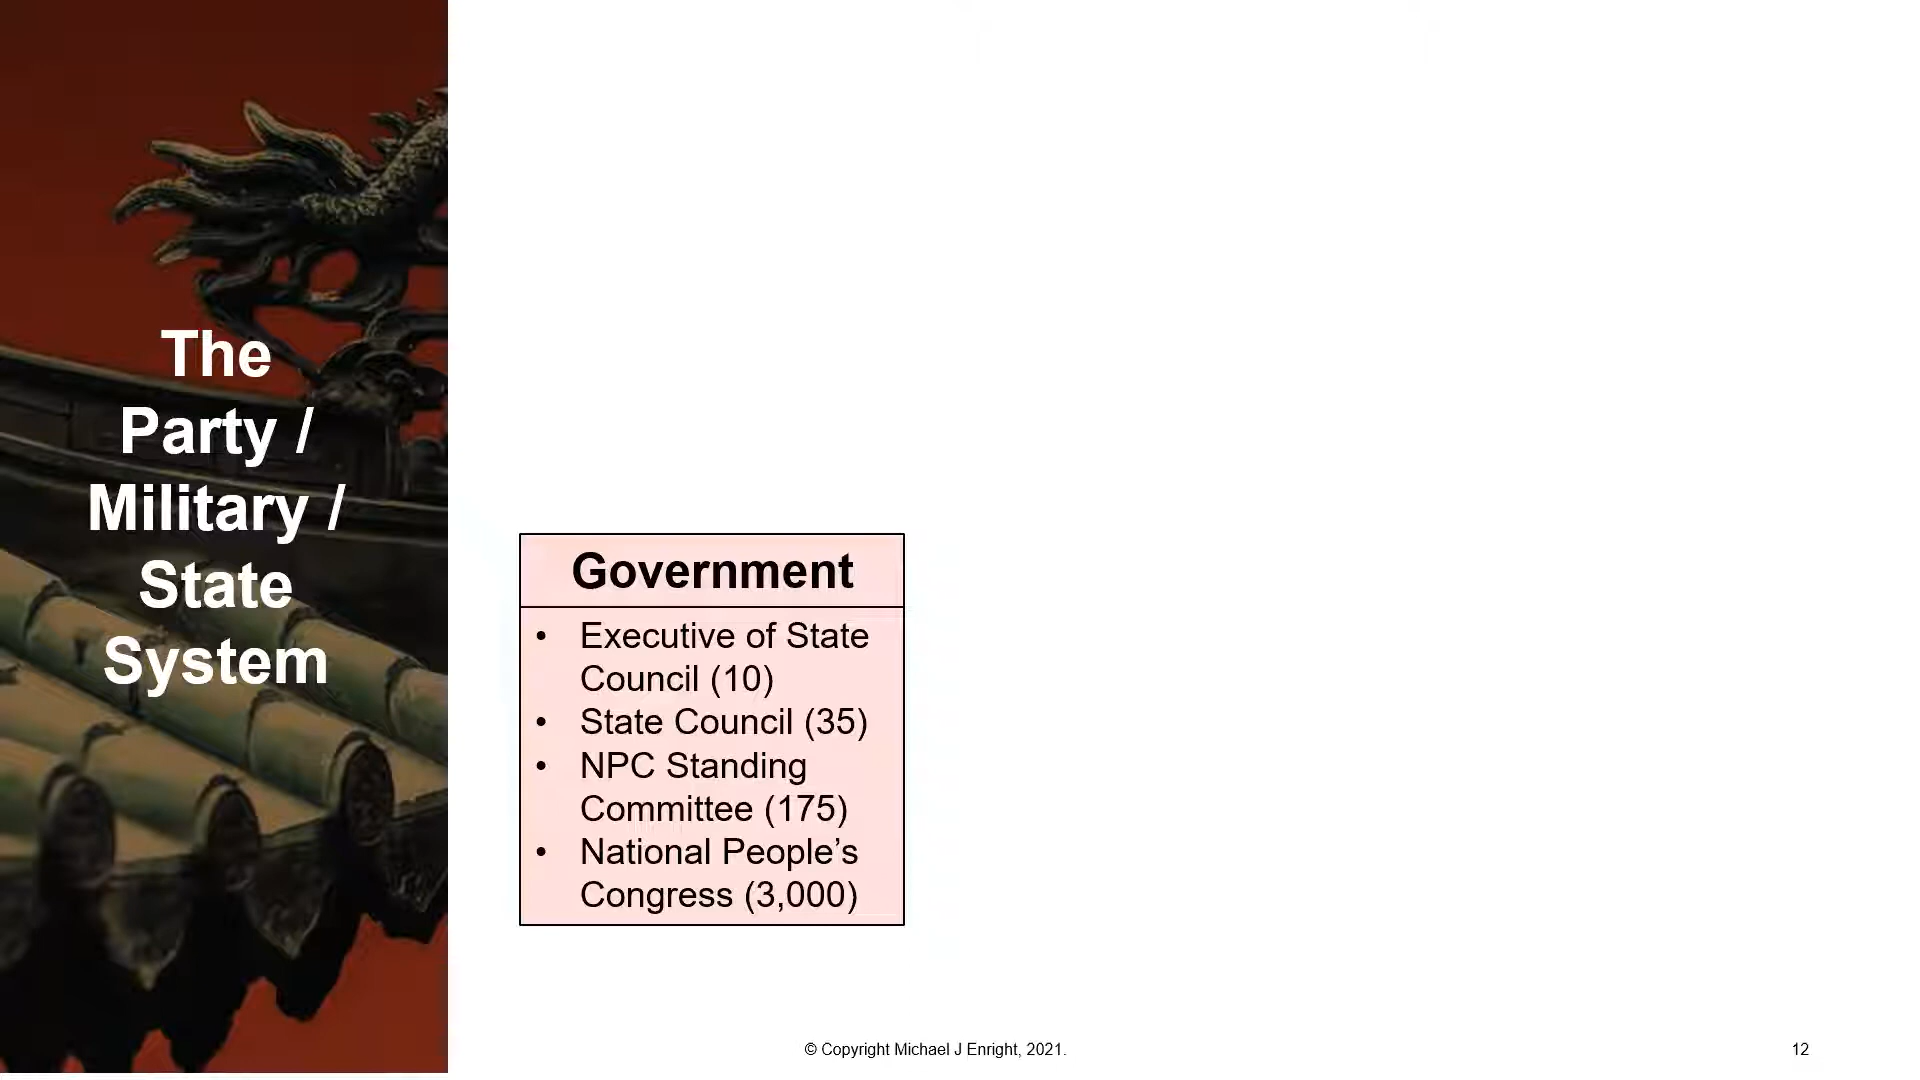 The
Party /
Military /
State
System
Government
• Executive of State
Council (10)
• State Council (35)
• NPC Standing
Committee (175)
• National People’s
Congress (3,000)
© Copyright Michael J Enright, 2021.
12